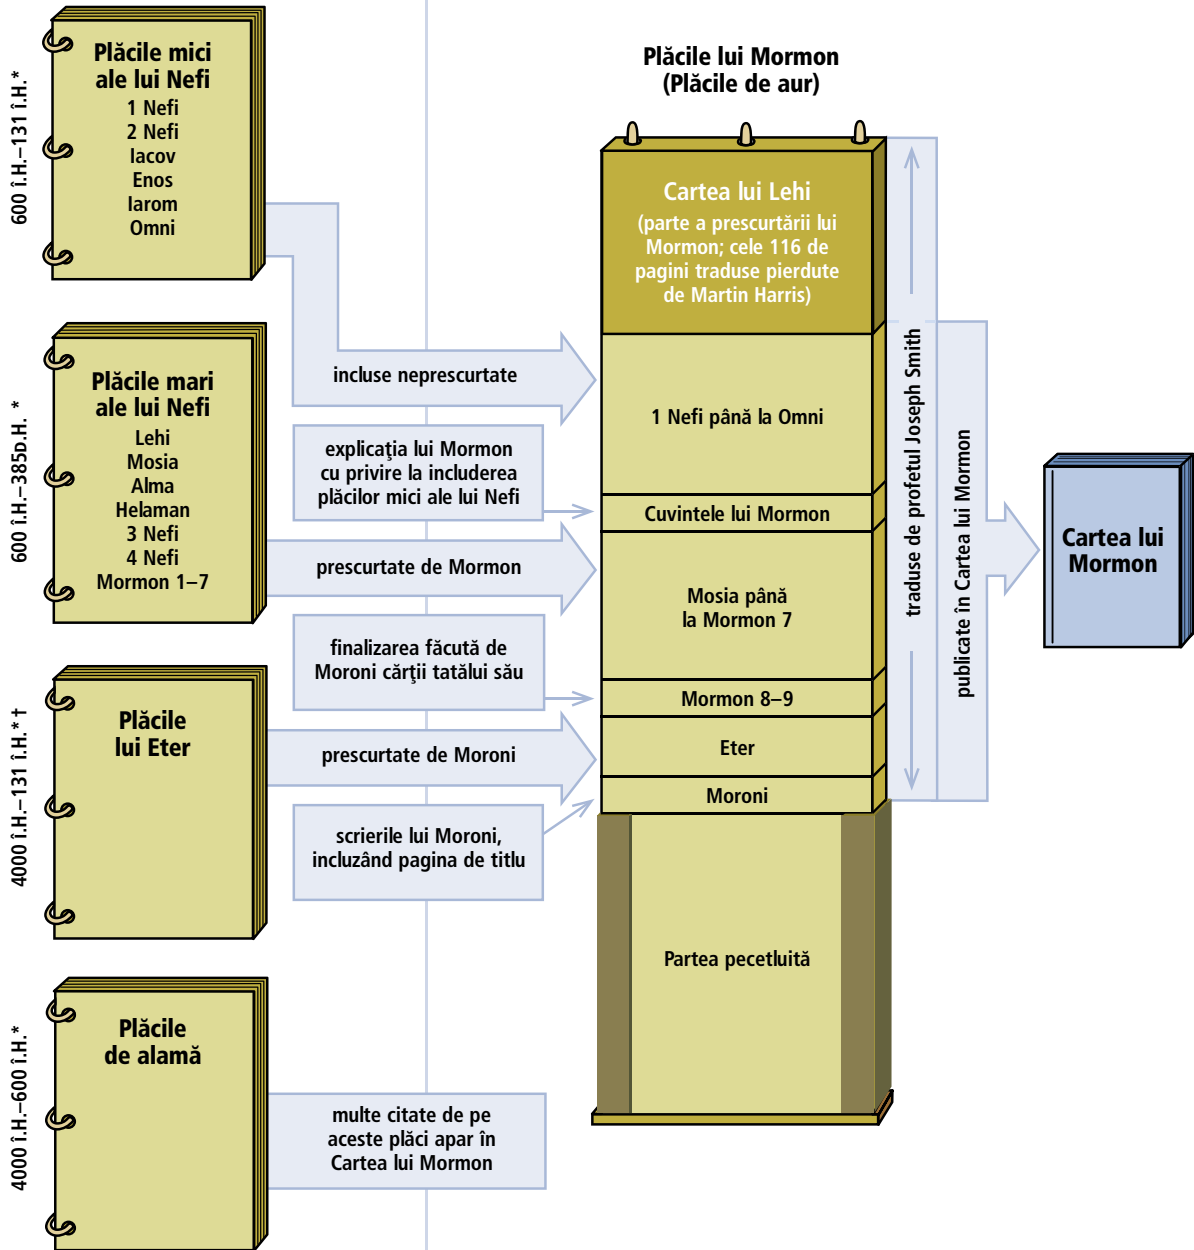 600 î.H.–131 î.H.*
Plăcile mici
ale lui Nefi
1 Nefi
2 Nefi
Iacov
Enos
Iarom
Omni
600 î.H.–385D.H. *
Plăcile mari
ale lui Nefi
Lehi
Mosia
Alma
Helaman
3 Nefi
4 Nefi
Mormon 1–7
4000 î.H.–131 î.H.* †
Plăcile
lui Eter
4000 î.H.–600 î.H.*
Plăcile
de alamă
incluse neprescurtate
explicaţia lui Mormon
cu privire la includerea
plăcilor mici ale lui Nefi
prescurtate de Mormon
finalizarea făcută de
Moroni cărţii tatălui său
prescurtate de Moroni
scrierile lui Moroni,
incluzând pagina de titlu
multe citate de pe
aceste plăci apar în
Cartea lui Mormon
Plăcile lui Mormon
(Plăcile de aur)
Cartea lui Lehi
(parte a prescurtării lui
Mormon; cele 116 de
pagini traduse pierdute
de Martin Harris)
1 Nefi până la Omni
Cuvintele lui Mormon
Mosia până
la Mormon 7
Mormon 8–9
Eter
Moroni
Partea pecetluită
traduse de profetul Joseph Smith
publicate în Cartea lui Mormon
Cartea lui
Mormon